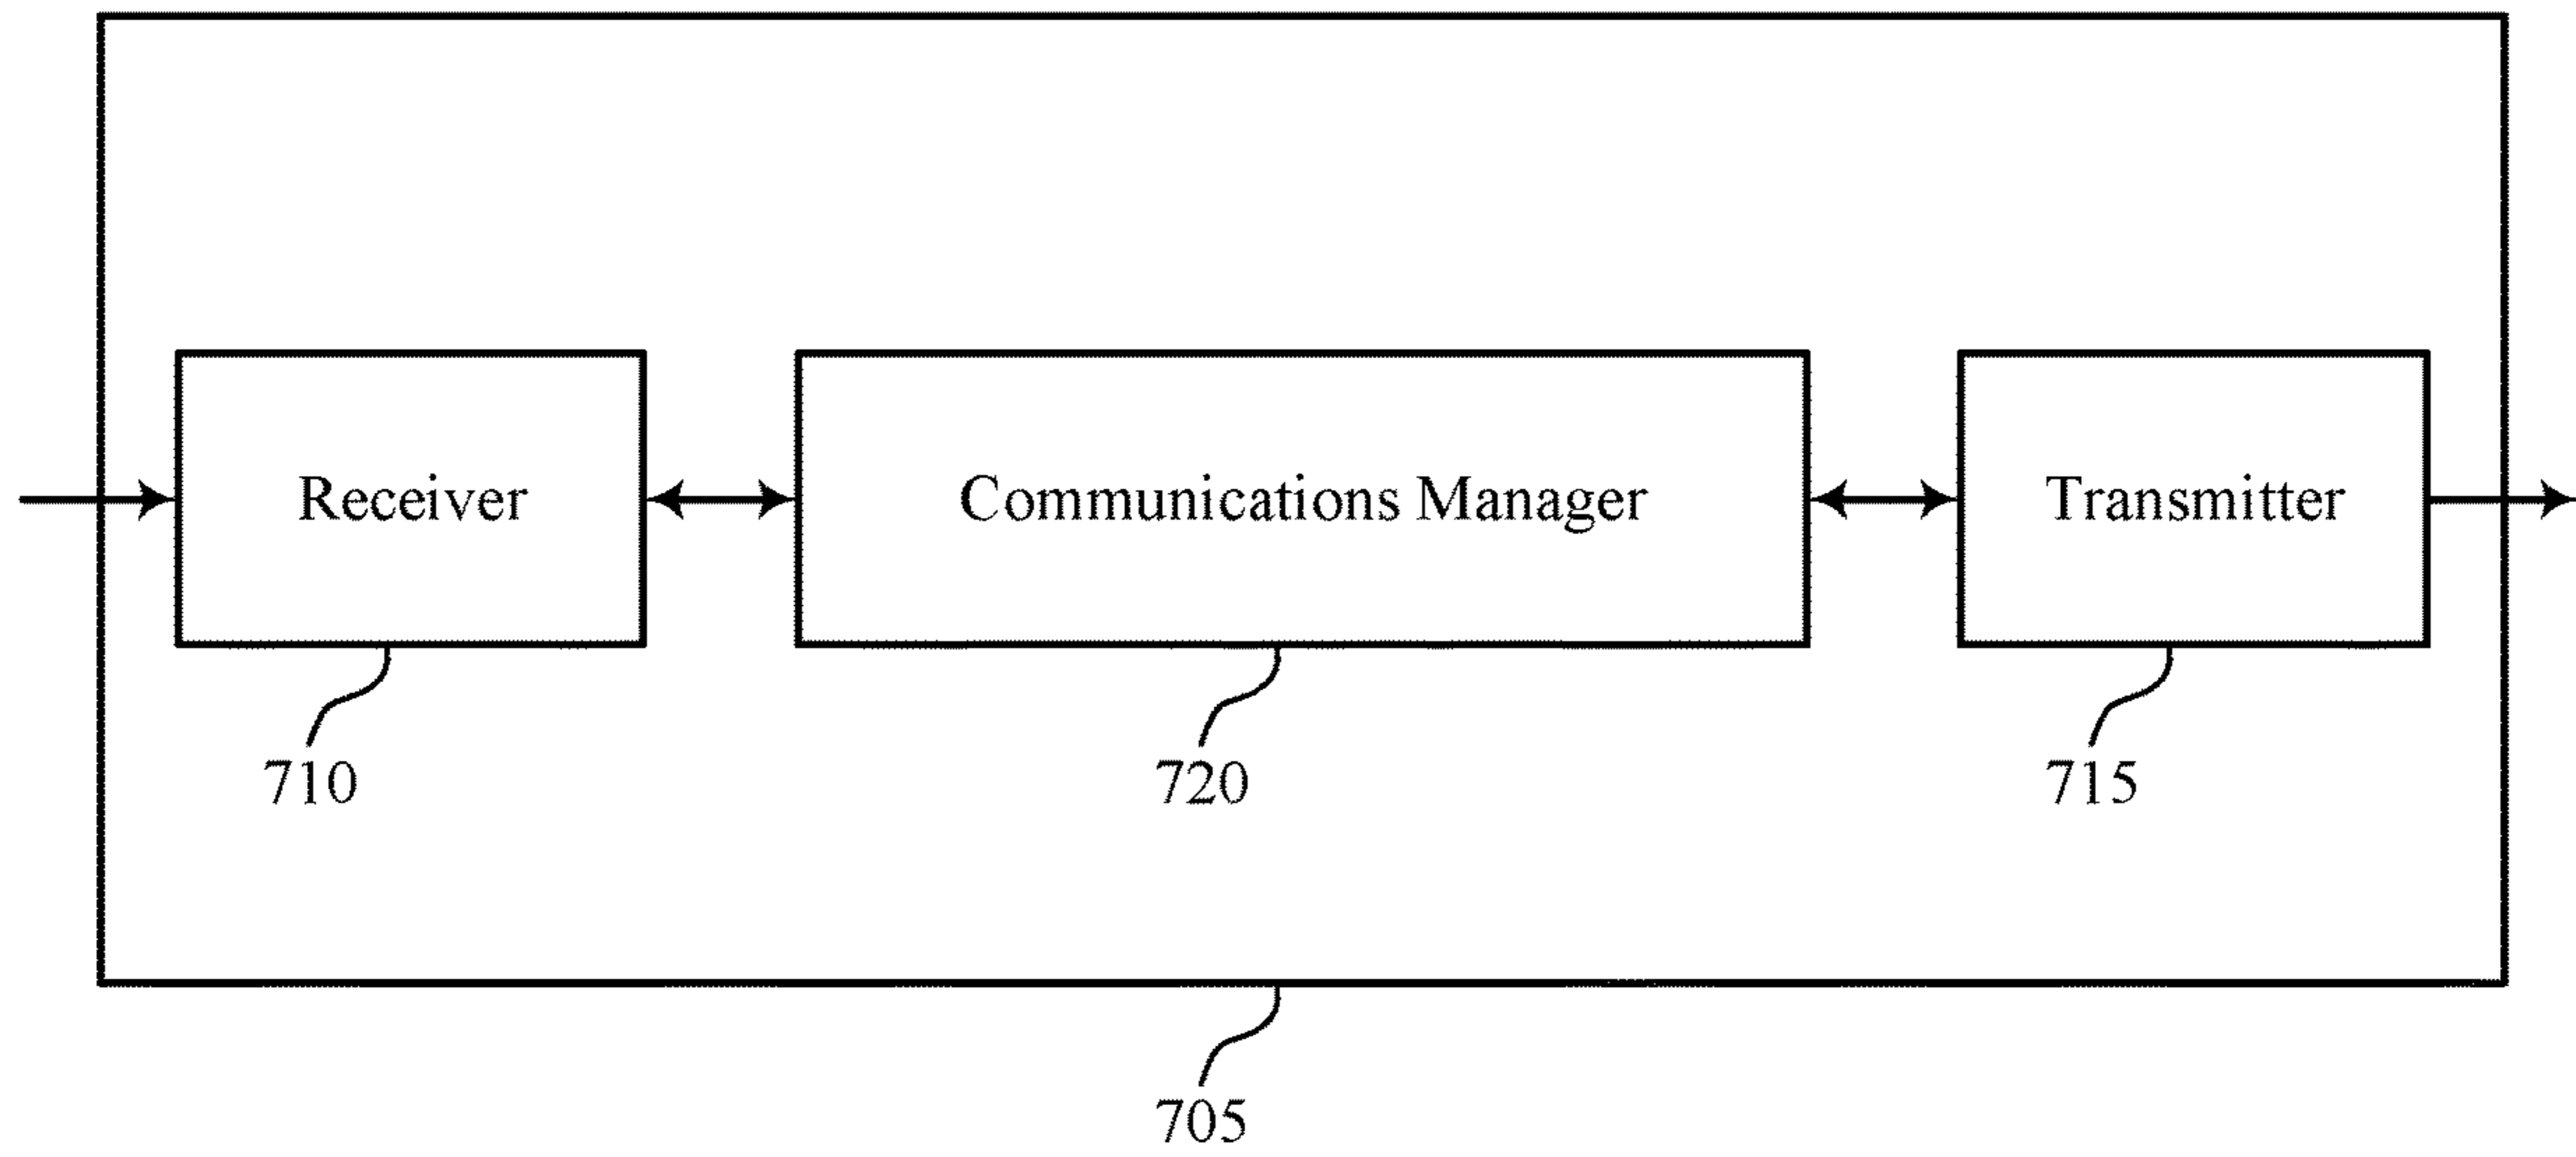 Receiver
Communications Manager
Transmitter
710
720
715
705